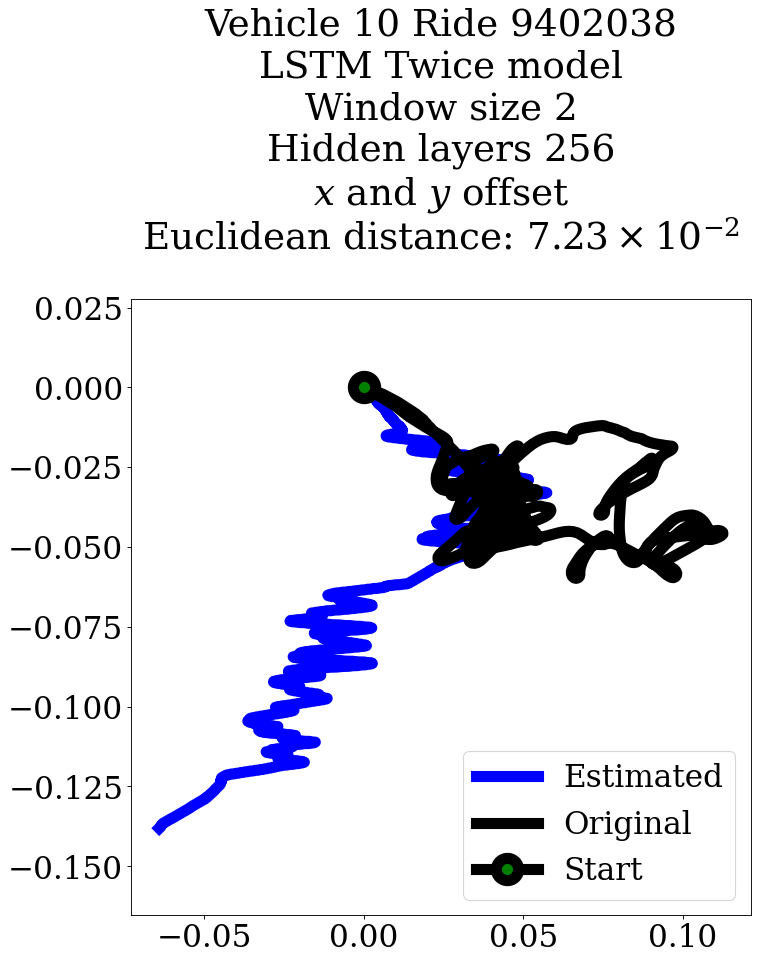 Vehicle 10 Ride 9402038
LSTM Twice model
Window size 2
Hidden layers 256
x and y offset
Euclidean distance: 7.23 × 10⁻²
0.025
0.000
−0.025
−0.050
−0.075
−0.100
−0.125
−0.150
Estimated
Original
Start
−0.05 0.00 0.05 0.10